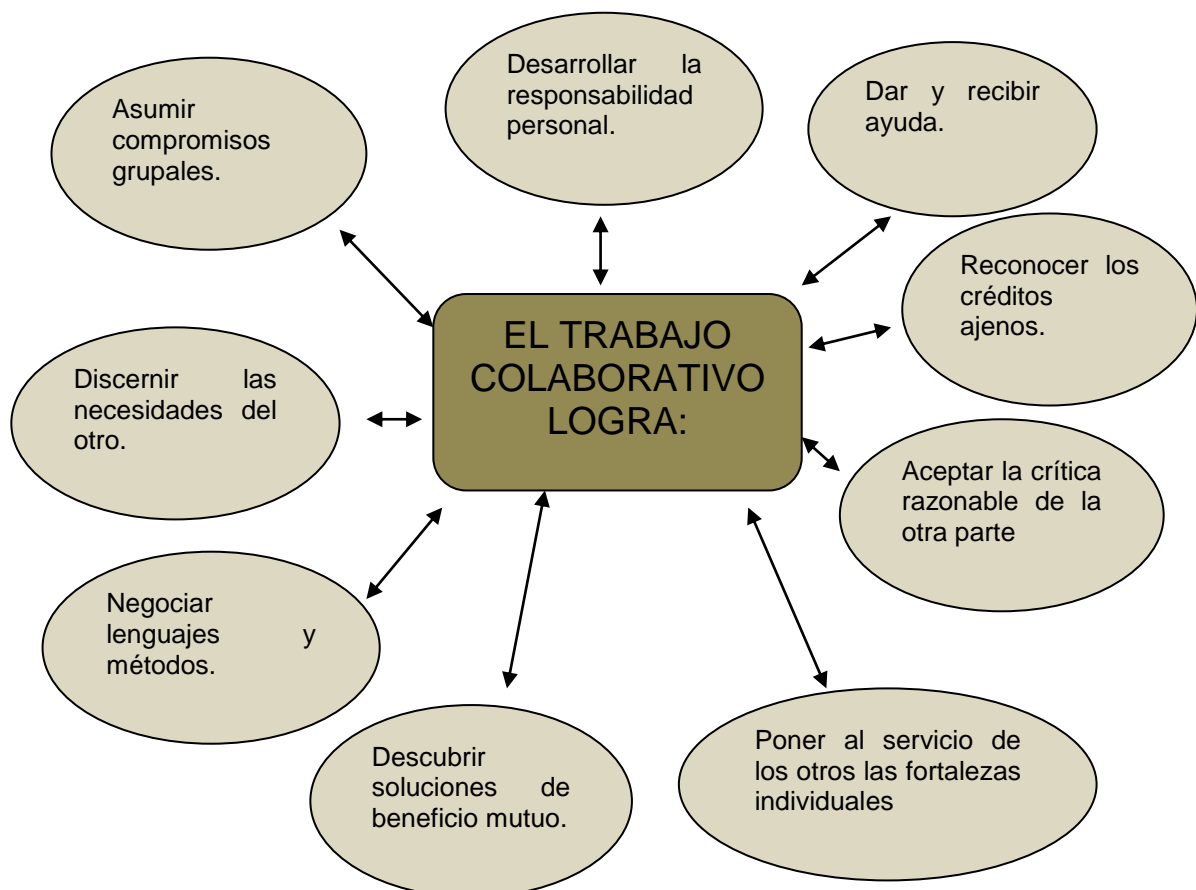 Desarrollar la
responsabilidad
personal.
Dar y recibir
ayuda.
Asumir
compromisos
grupales.
Reconocer los
créditos
ajenos.
EL TRABAJO
COLABORATIVO
LOGRA:
Discernir las
necesidades del
otro.
Aceptar la crítica
razonable de la
otra parte
Negociar
lenguajes y
métodos.
Descubrir
soluciones de
beneficio mutuo.
Poner al servicio de
los otros las fortalezas
individuales